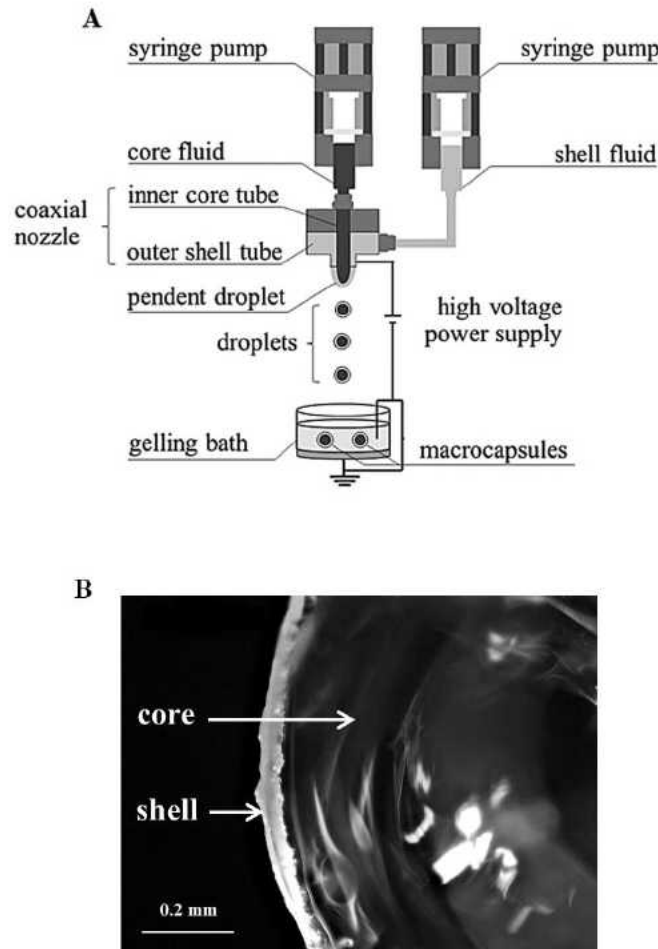 A
syringe pump
syringe pump
core fluid
shell fluid
inner core tube
coaxial
nozzle
outer shell tube
pendent droplet
high voltage
power supply
droplets
gelling bath
macrocapsules
B
core
shell
0.2 mm